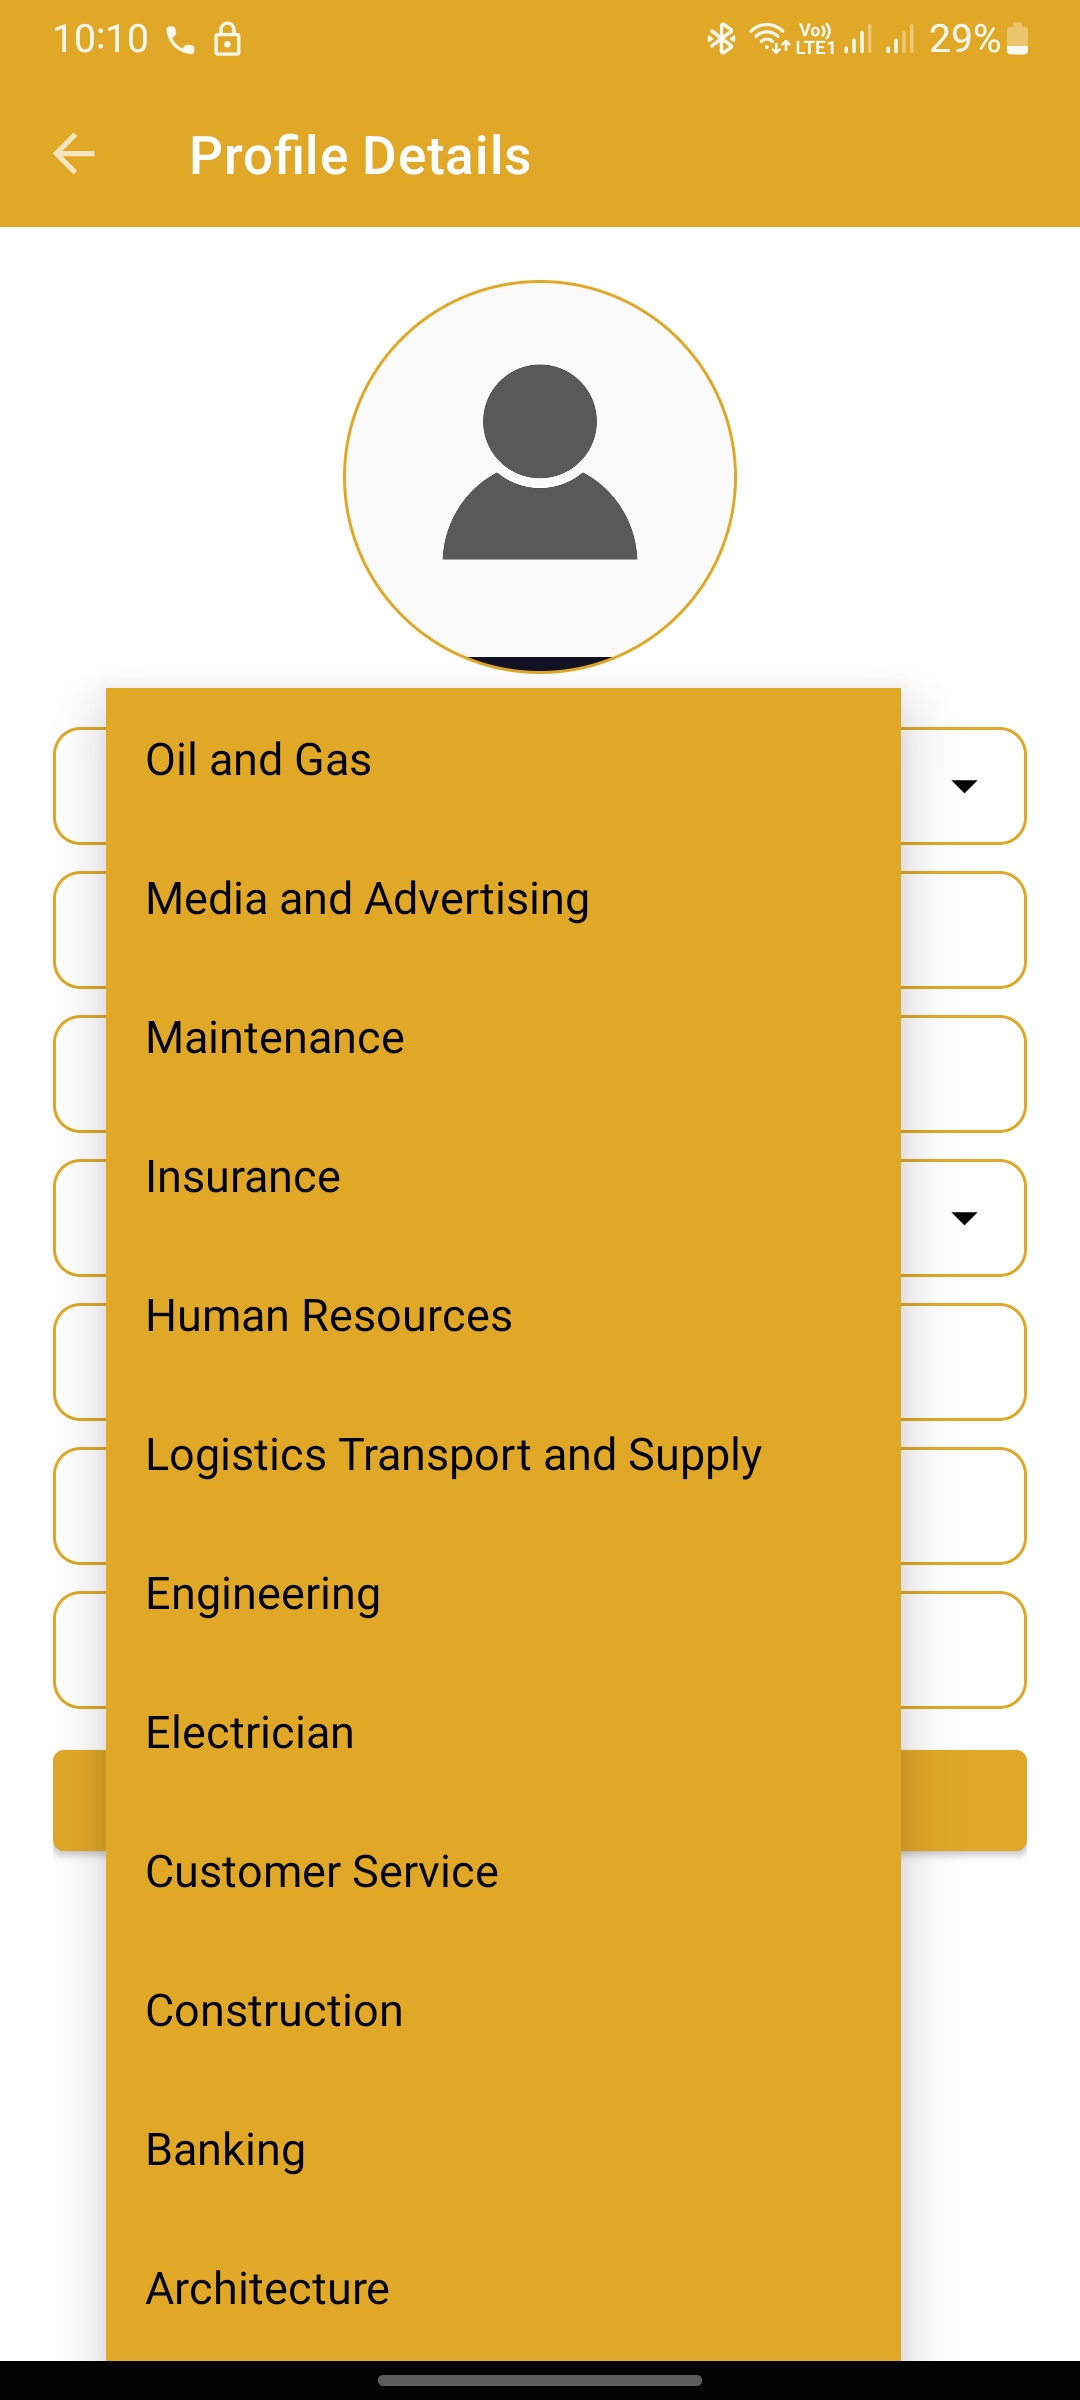 10:10
Vo))
LTE1
29%
Profile Details
Oil and Gas
Media and Advertising
Maintenance
Insurance
Human Resources
Logistics Transport and Supply
Engineering
Electrician
Customer Service
Construction
Banking
Architecture